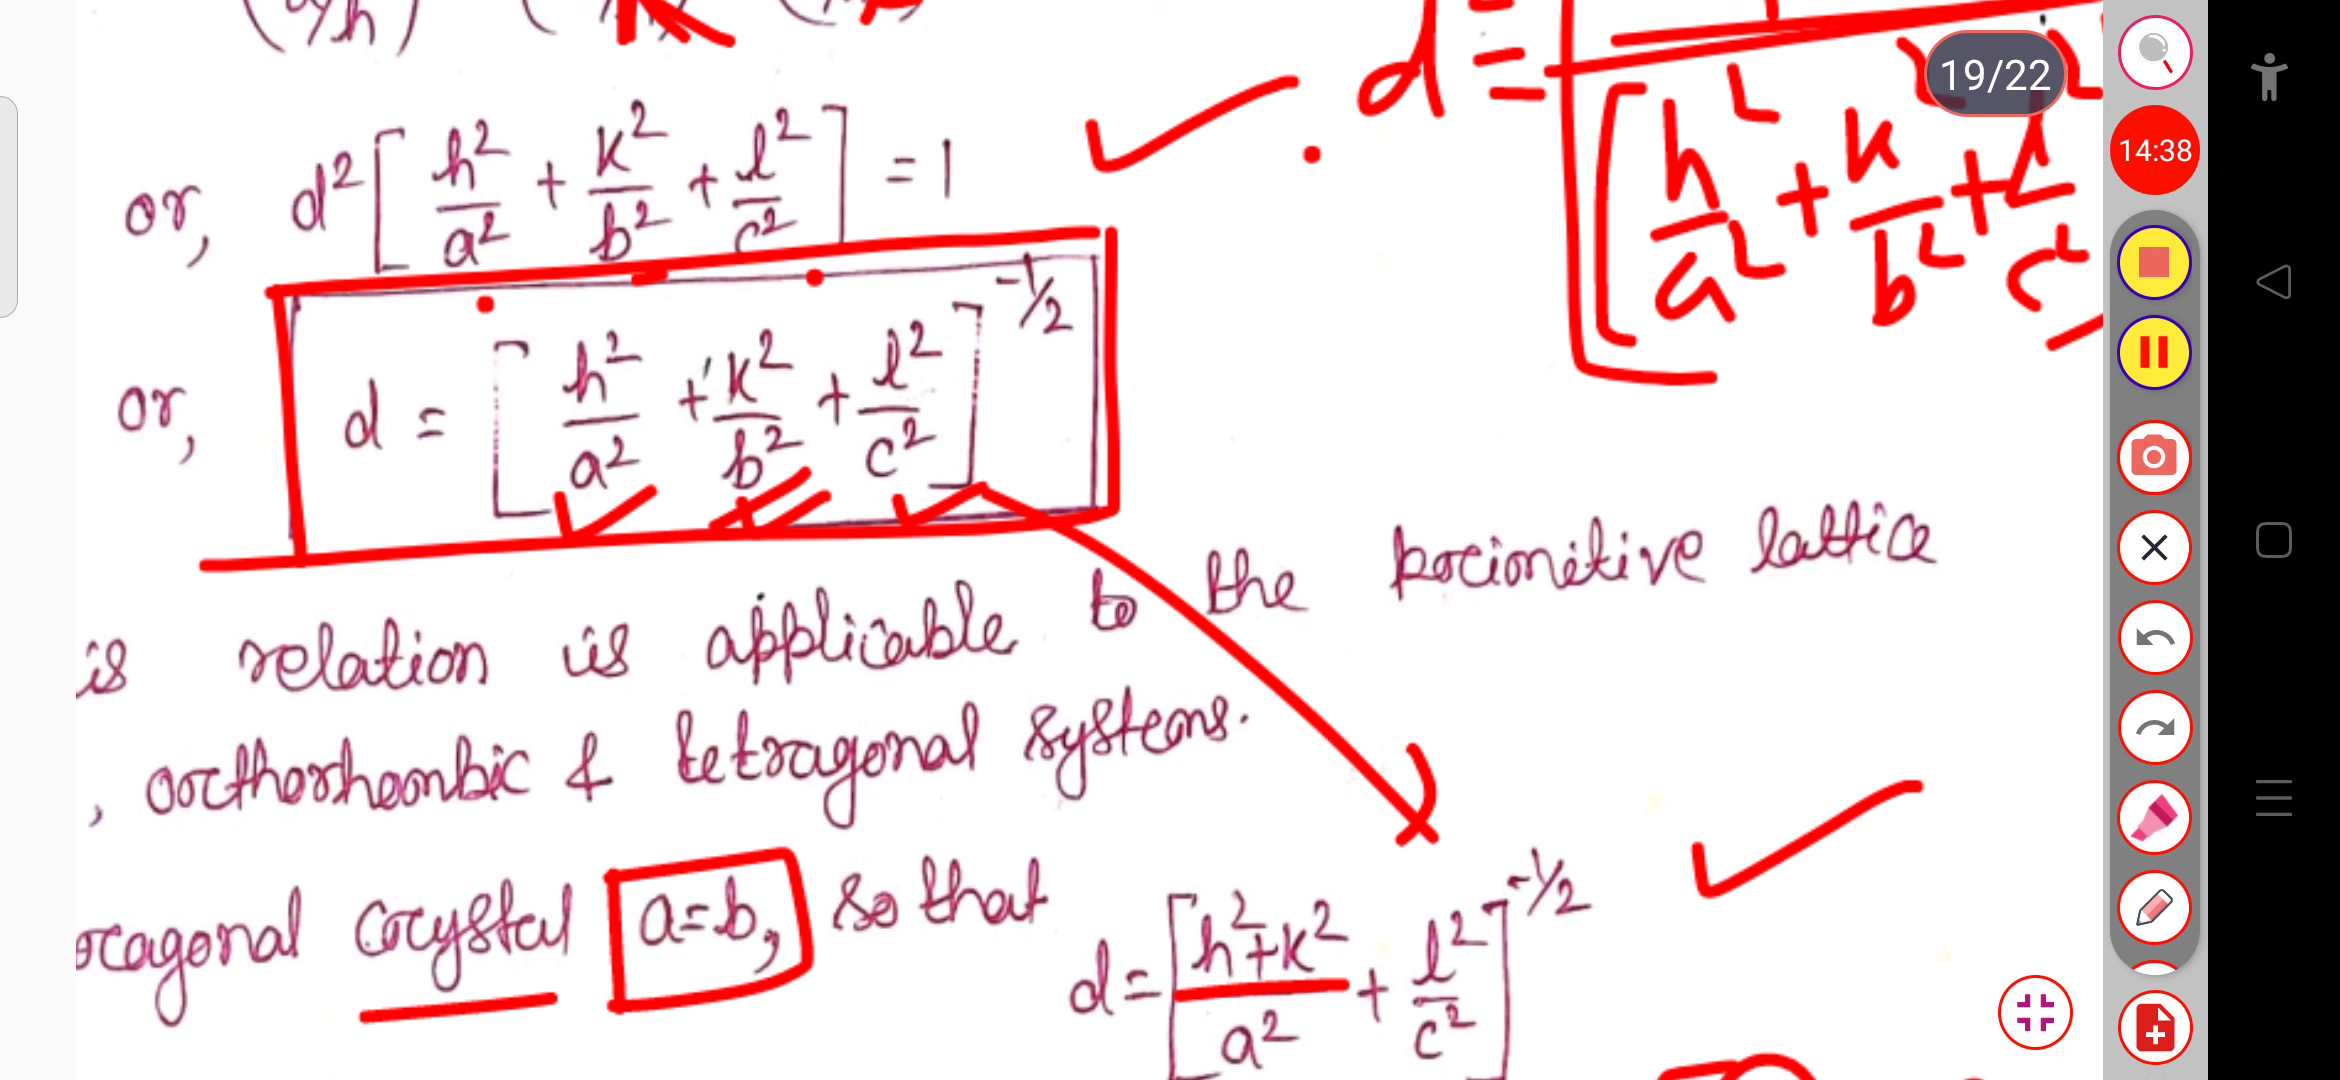 d =
19/22
14:38
or, d²[h²/a² + k²/b² + l²/c²] = 1
h²/a² + k/b² + l/c²
or, d = [h²/a² + k²/b² + l²/c²]^-1/2
is relation is applicable to the primitive lattice
, orthorhombic & tetragonal systems.
ragonal crystal a=b, so that
d = [h²+k²/a² + l²/c²]^-1/2